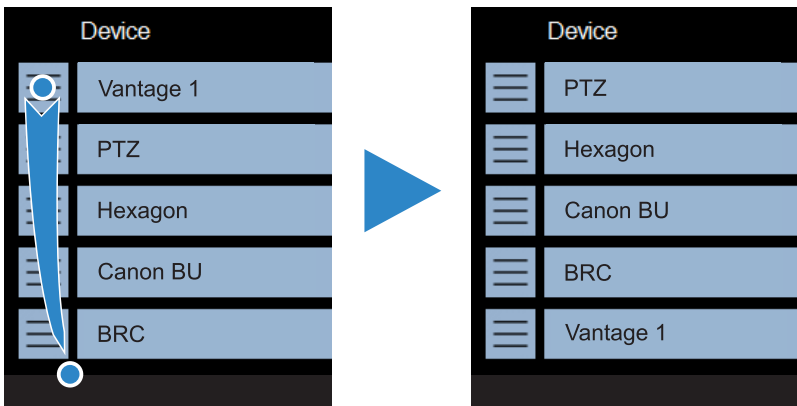 Device
Vantage 1
PTZ
Hexagon
Canon BU
BRC
Device
PTZ
Hexagon
Canon BU
BRC
Vantage 1